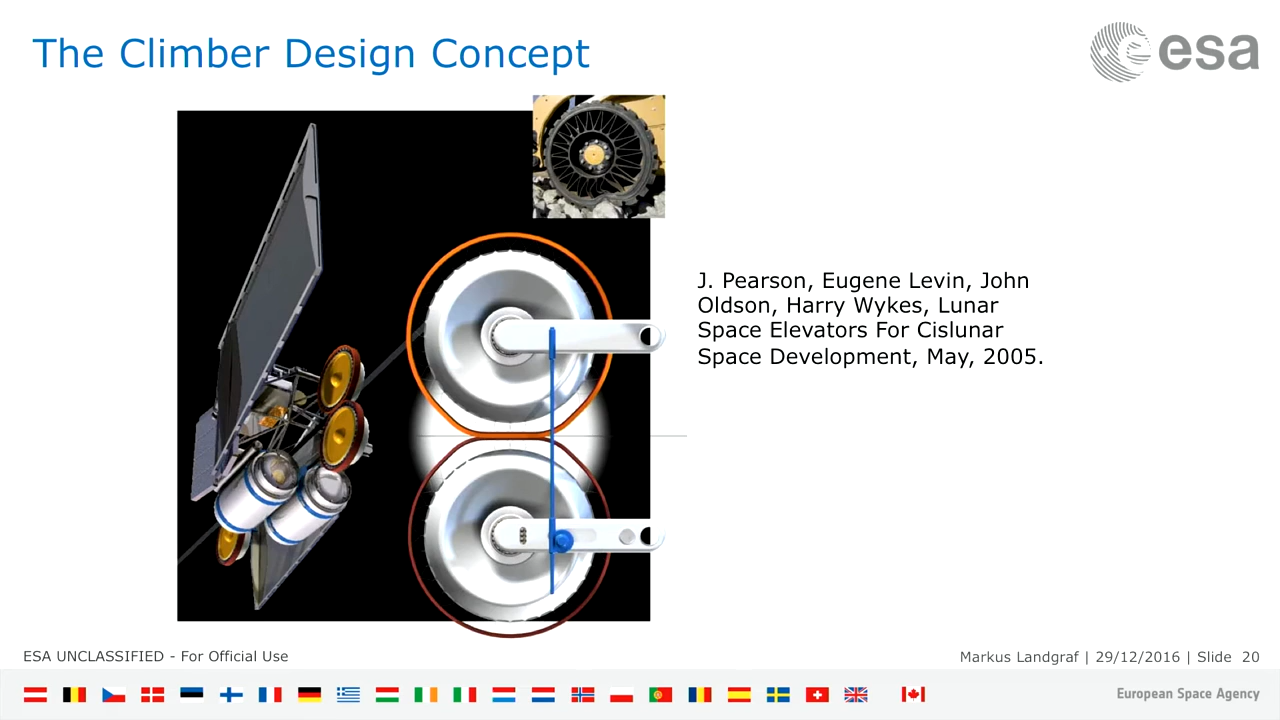 The Climber Design Concept
esa
J. Pearson, Eugene Levin, John
Oldson, Harry Wykes, Lunar
Space Elevators For Cislunar
Space Development, May, 2005.
ESA UNCLASSIFIED - For Official Use
Markus Landgraf | 29/12/2016 | Slide 20
European Space Agency